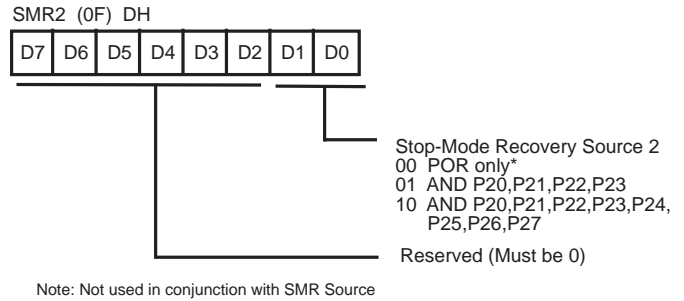 SMR2 (0F) DH
D7 D6 D5 D4 D3 D2 D1 D0
Stop-Mode Recovery Source 2
00 POR only*
01 AND P20,P21,P22,P23
10 AND P20,P21,P22,P23,P24,
P25,P26,P27
Reserved (Must be 0)
Note: Not used in conjunction with SMR Source